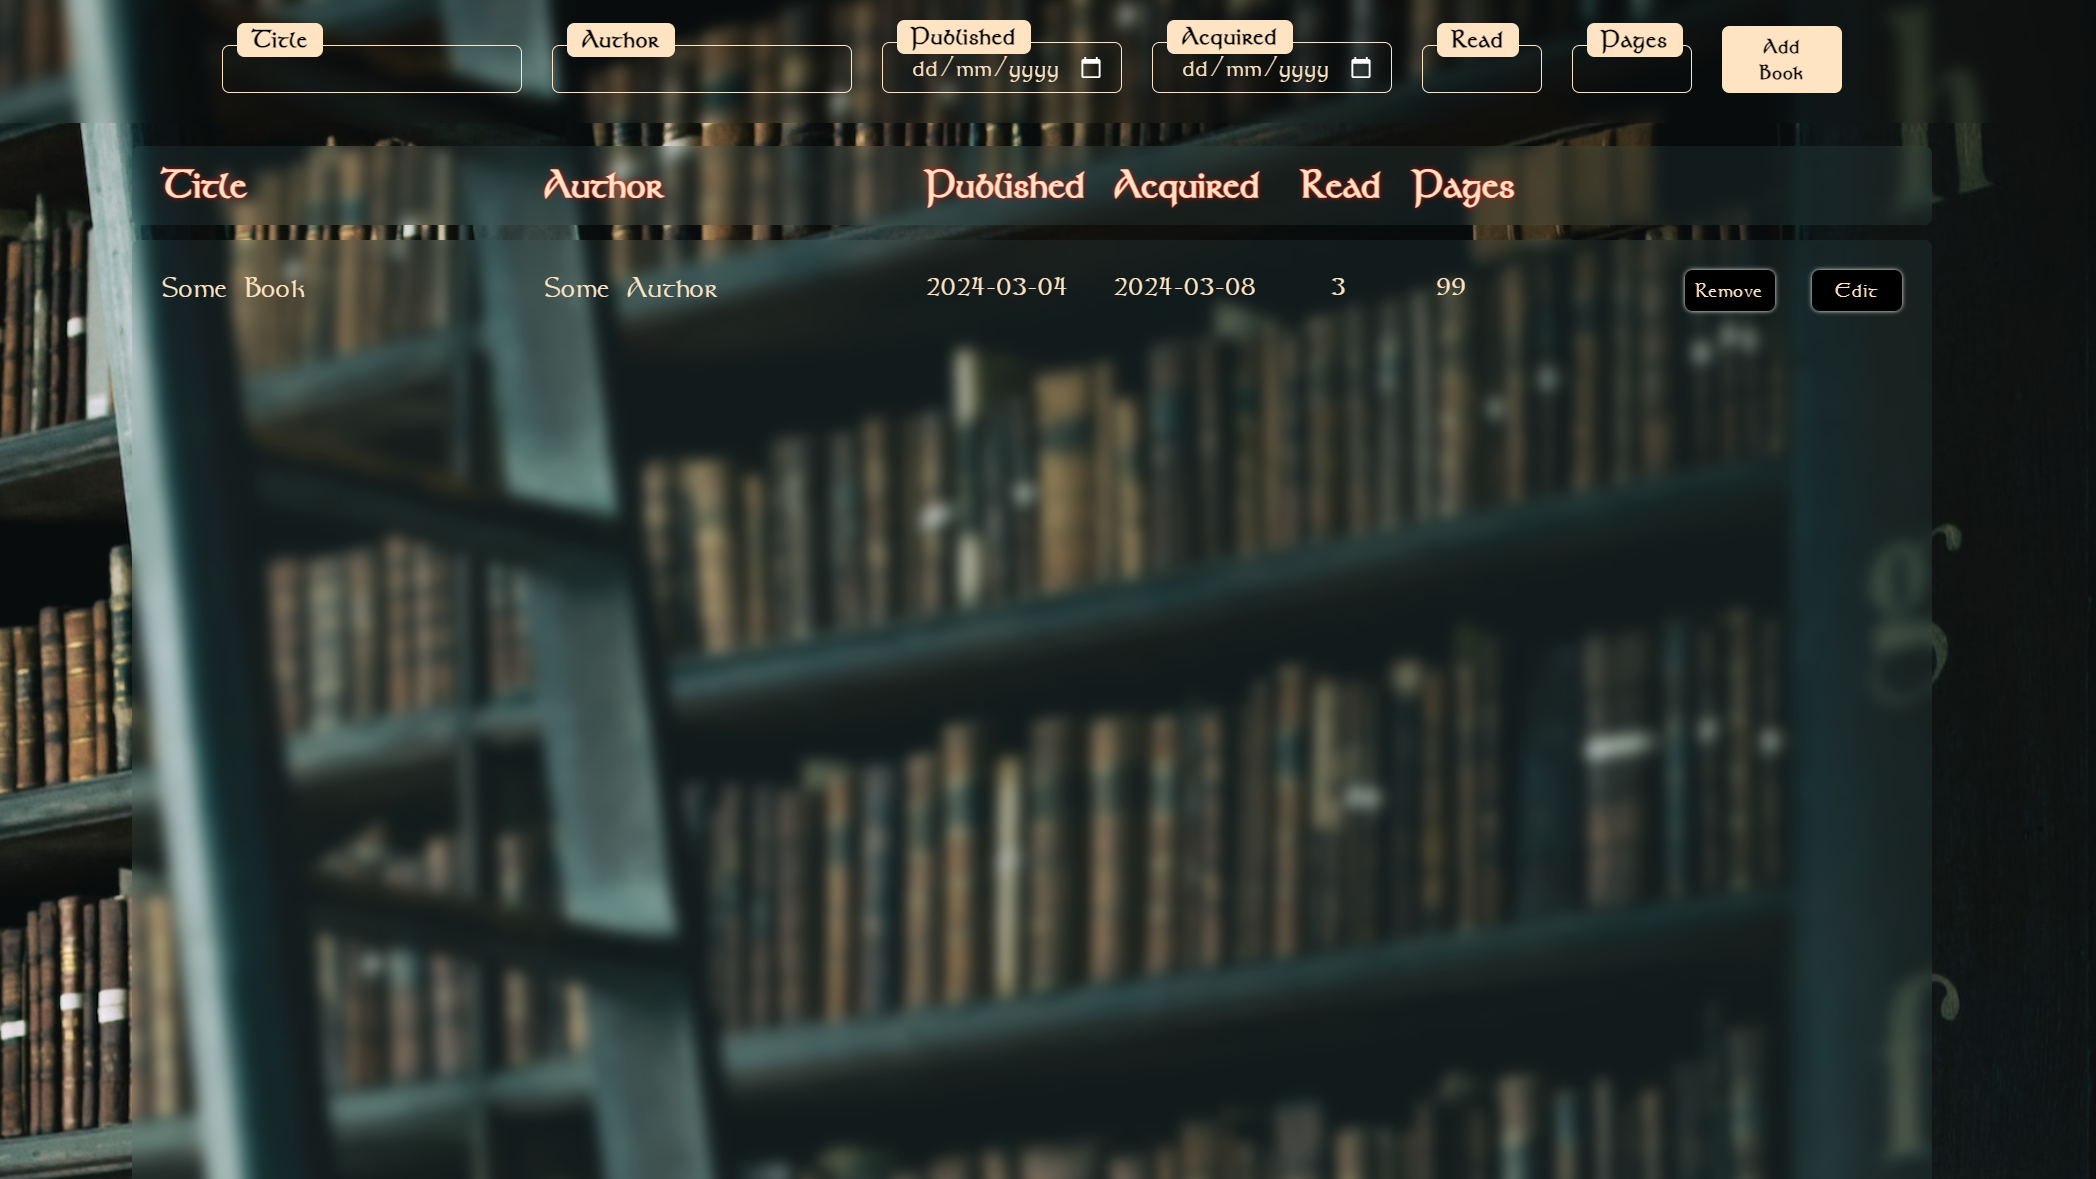 Title Author Published Acquired Read Pages Add Book
dd/mm/yyyy dd/mm/yyyy
Title Author Published Acquired Read Pages
Some Book Some Author 2024-03-04 2024-03-08 3 99 Remove Edit
h
g
f